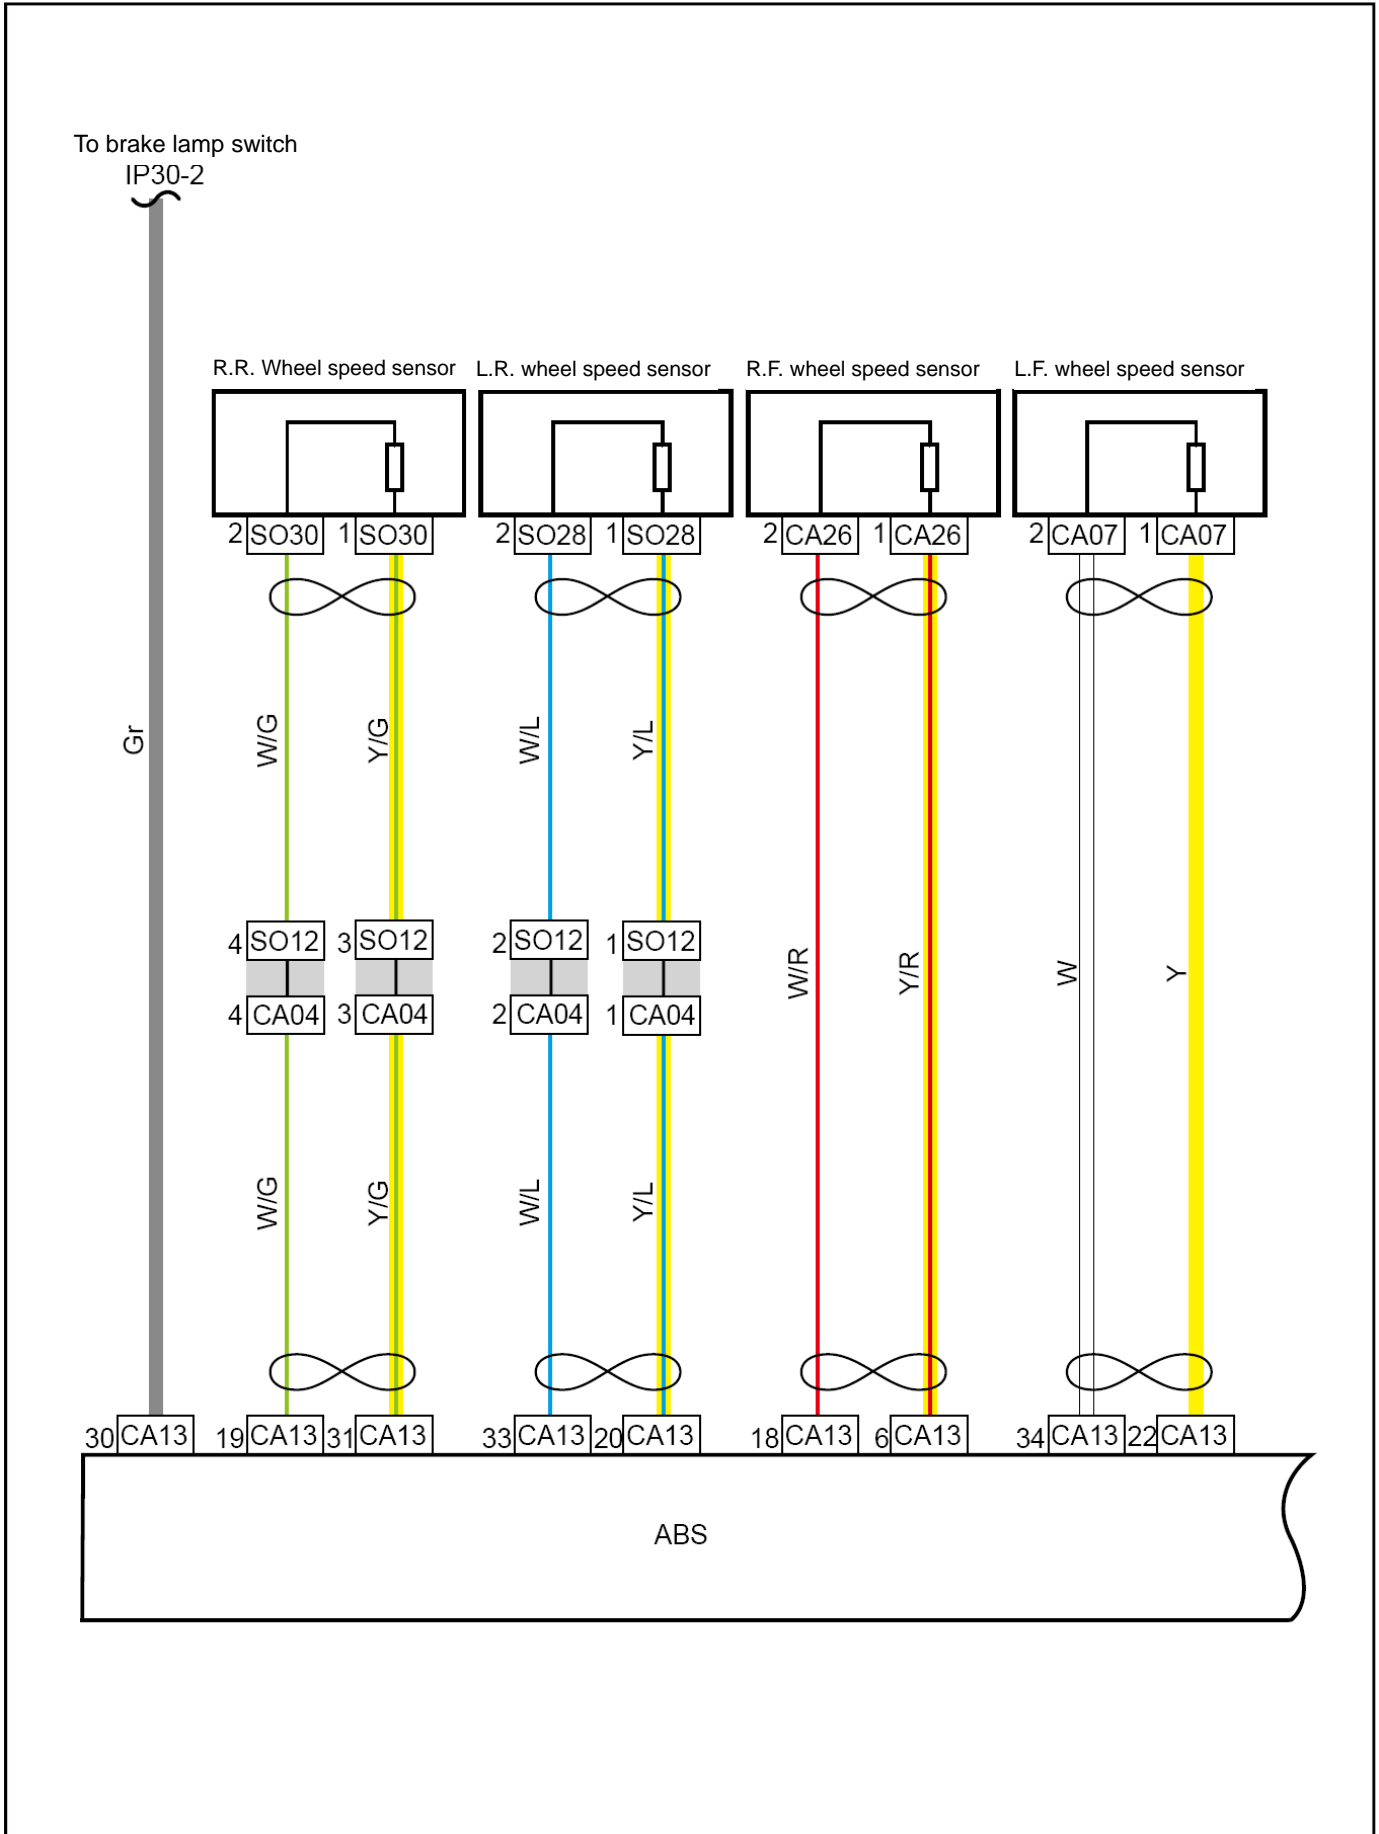 To brake lamp switch
IP30-2
R.R. Wheel speed sensor L.R. wheel speed sensor R.F. wheel speed sensor L.F. wheel speed sensor
2 SO30 1 SO30 2 SO28 1 SO28 2 CA26 1 CA26 2 CA07 1 CA07
Gr W/G Y/G W/L Y/L
4 SO12 3 SO12 2 SO12 1 SO12
W/R Y/R W Y
4 CA04 3 CA04 2 CA04 1 CA04
W/G Y/G W/L Y/L
30 CA13 19 CA13 31 CA13 33 CA13 20 CA13 18 CA13 6 CA13 34 CA13 22 CA13
ABS